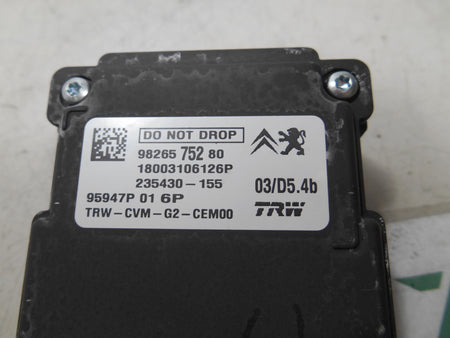 DO NOT DROP
98265 752 80
18003106126P
235430-155
03/D5.4b
95947P 01 6P
TRW-CVM-G2-CEM00
TRW